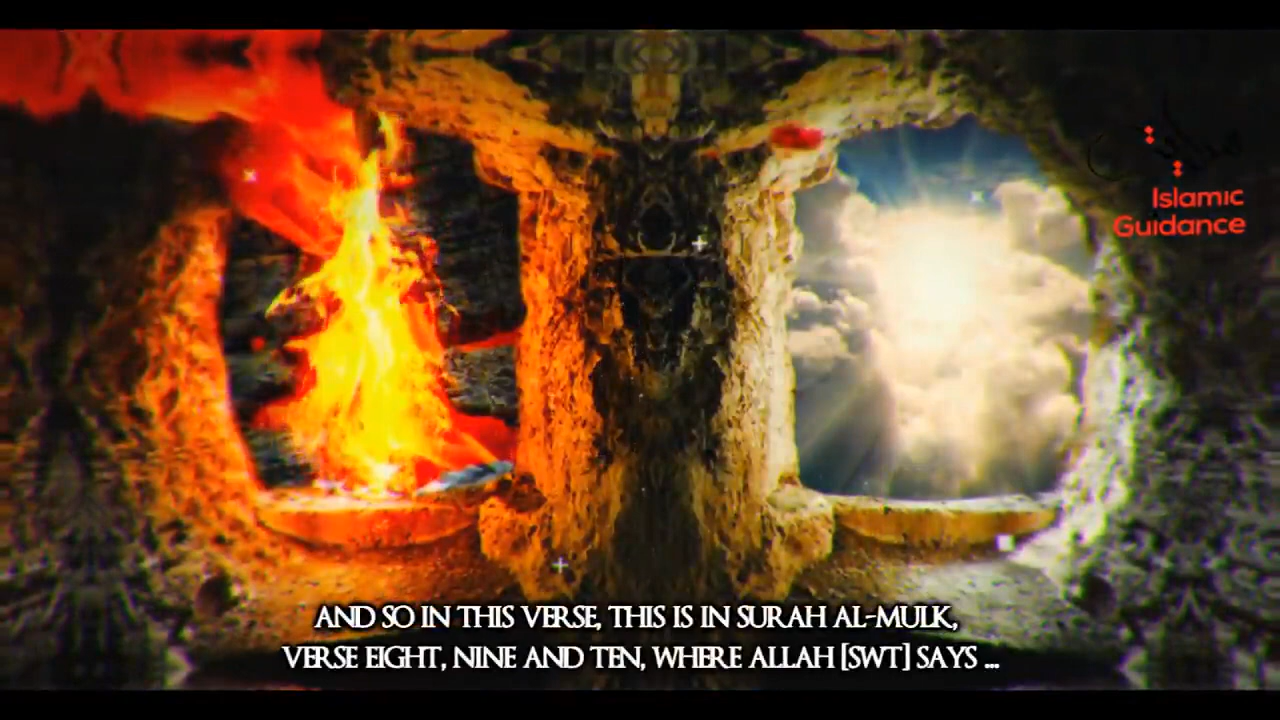 Islamic
Guidance
AND SO IN THIS VERSE, THIS IS IN SURAH AL-MULK,
VERSE EIGHT, NINE AND TEN, WHERE ALLAH [SWT] SAYS ...